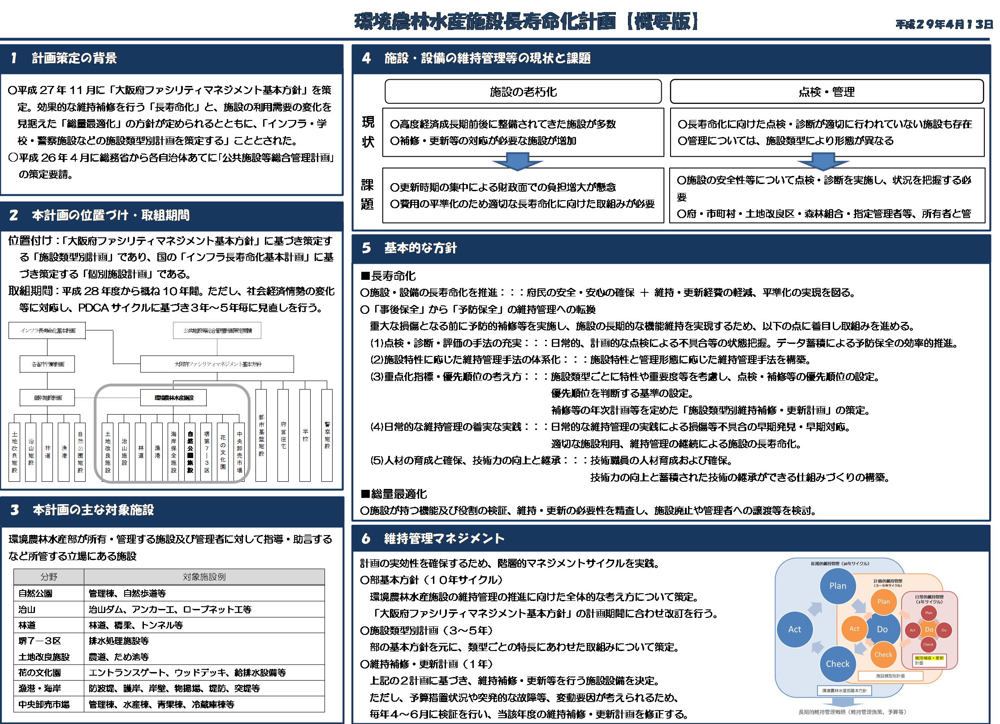 環境農林水産施設長寿命化計画【概要版】
平成２９年４月１３日
1 計画策定の背景
〇平成 27 年 11 月に「大阪府ファシリティマネジメント基本方針」を策
定。効果的な維持補修を行う「長寿命化」と、施設の利用需要の変化を
見据えた「総量最適化」の方針が定められるとともに、「インフラ・学
校・警察施設などの施設類型別計画を策定する」こととされた。
〇平成 26 年 4 月に総務省から各自治体あてに「公共施設等総合管理計画」
の策定要請。
2 本計画の位置づけ・取組期間
位置付け：「大阪府ファシリティマネジメント基本方針」に基づき策定す
る「施設類型別計画」であり、国の「インフラ長寿命化基本計画」に基
づき策定する「個別施設計画」である。
取組期間：平成 28 年度から概ね 10 年間。ただし、社会経済情勢の変化
等に対応し、PDCA サイクルに基づき３年～５年毎に見直しを行う。
インフラ長寿命化基本計画
公共施設等総合管理計画策定要請
各省庁行動計画
大阪府ファシリティマネジメント基本方針
個別施設計画
環境農林水産施設
土地改良施設
治山施設
林道
漁港
自然公園施設
土地改良施設
治山施設
林道
漁港
海岸保全施設
自然公園施設
堺第７ー３区
花の文化園
中央卸売市場
都市基盤施設
府営住宅
学校
警察施設
3 本計画の主な対象施設
環境農林水産部が所有・管理する施設及び管理者に対して指導・助言する
など所管する立場にある施設
分野 対象施設例
自然公園 管理棟、自然歩道等
治山 治山ダム、アンカー工、ロープネット工等
林道 林道、橋梁、トンネル等
堺７－３区 排水処理施設等
土地改良施設 農道、ため池等
花の文化園 エントランスゲート、ウッドデッキ、給排水設備等
漁港・海岸 防波堤、護岸、岸壁、物揚場、堤防、突堤等
中央卸売市場 管理棟、水産棟、青果棟、冷蔵庫棟等
4 施設・設備の維持管理等の現状と課題
施設の老朽化
点検・管理
現状
〇高度経済成長期前後に整備されてきた施設が多数
〇補修・更新等の対応が必要な施設が増加
〇長寿命化に向けた点検・診断が適切に行われていない施設も存在
〇管理については、施設類型により形態が異なる
課題
〇更新時期の集中による財政面での負担増大が懸念
〇費用の平準化のため適切な長寿命化に向けた取組みが必要
〇施設の安全性等について点検・診断を実施し、状況を把握する必
要
〇府・市町村・土地改良区・森林組合・指定管理者等、所有者と管
5 基本的な方針
■長寿命化
〇施設・設備の長寿命化を推進：：：府民の安全・安心の確保 ＋ 維持・更新経費の軽減、平準化の実現を図る。
〇「事後保全」から「予防保全」の維持管理への転換
重大な損傷となる前に予防的補修等を実施し、施設の長期的な機能維持を実現するため、以下の点に着目し取組みを進める。
(1)点検・診断・評価の手法の充実：：：日常的、計画的な点検による不具合等の状態把握。データ蓄積による予防保全の効率的推進。
(2)施設特性に応じた維持管理手法の体系化：：：施設特性と管理形態に応じた維持管理手法を構築。
(3)重点化指標・優先順位の考え方：：：施設類型ごとに特性や重要度等を考慮し、点検・補修等の優先順位の設定。
優先順位を判断する基準の設定。
補修等の年次計画等を定めた「施設類型別維持補修・更新計画」の策定。
(4)日常的な維持管理の着実な実践：：：日常的な維持管理の実践による損傷等不具合の早期発見・早期対応。
適切な施設利用、維持管理の継続による施設の長寿命化。
(5)人材の育成と確保、技術力の向上と継承：：：技術職員の人材育成および確保。
技術力の向上と蓄積された技術の継承ができる仕組みづくりの構築。
■総量最適化
〇施設が持つ機能及び役割の検証、維持・更新の必要性を精査し、施設廃止や管理者への譲渡等を検討。
6 維持管理マネジメント
計画の実効性を確保するため、階層的マネジメントサイクルを実践。
〇部基本方針（１０年サイクル）
環境農林水産施設の維持管理の推進に向けた全体的な考え方について策定。
「大阪府ファシリティマネジメント基本方針」の計画期間に合わせ改訂を行う。
〇施設類型別計画（３～５年）
部の基本方針を元に、類型ごとの特長にあわせた取組みについて策定。
〇維持補修・更新計画（１年）
上記の２計画に基づき、維持補修・更新等を行う施設設備を決定。
ただし、予算措置状況や突発的な故障等、変動要因が考えられるため、
毎年４～６月に検証を行い、当該年度の維持補修・更新計画を修正する。
長期的維持管理（10年サイクル）
Plan
Do
Check
Act
計画的維持管理
（３～５年サイクル）
Plan
Act
Check
日常的維持管理
（1年サイクル）
Plan
Act
Do
Do
Check
維持補修・更新
計画
施設類型別計画
環境農林水産部基本方針
長期的維持管理戦略（維持管理施策、予算等）